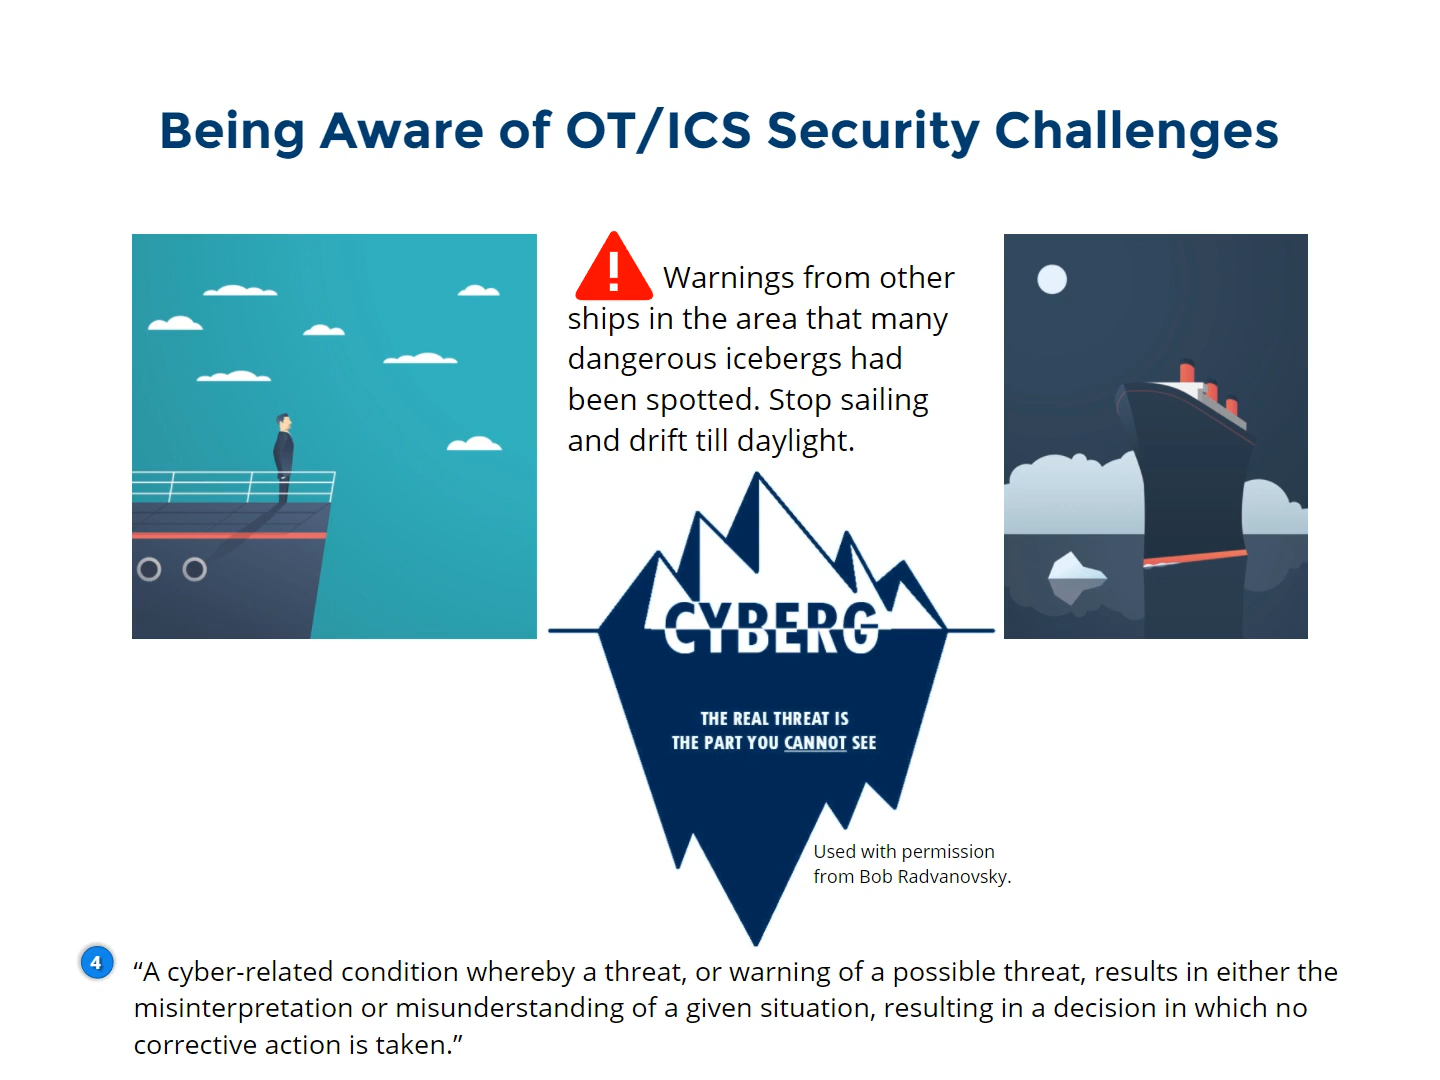 Being Aware of OT/ICS Security Challenges
Warnings from other
ships in the area that many
dangerous icebergs had
been spotted. Stop sailing
and drift till daylight.
CYBERG
THE REAL THREAT IS
THE PART YOU CANNOT SEE
Used with permission
from Bob Radvanovsky.
4
“A cyber-related condition whereby a threat, or warning of a possible threat, results in either the
misinterpretation or misunderstanding of a given situation, resulting in a decision in which no
corrective action is taken.”